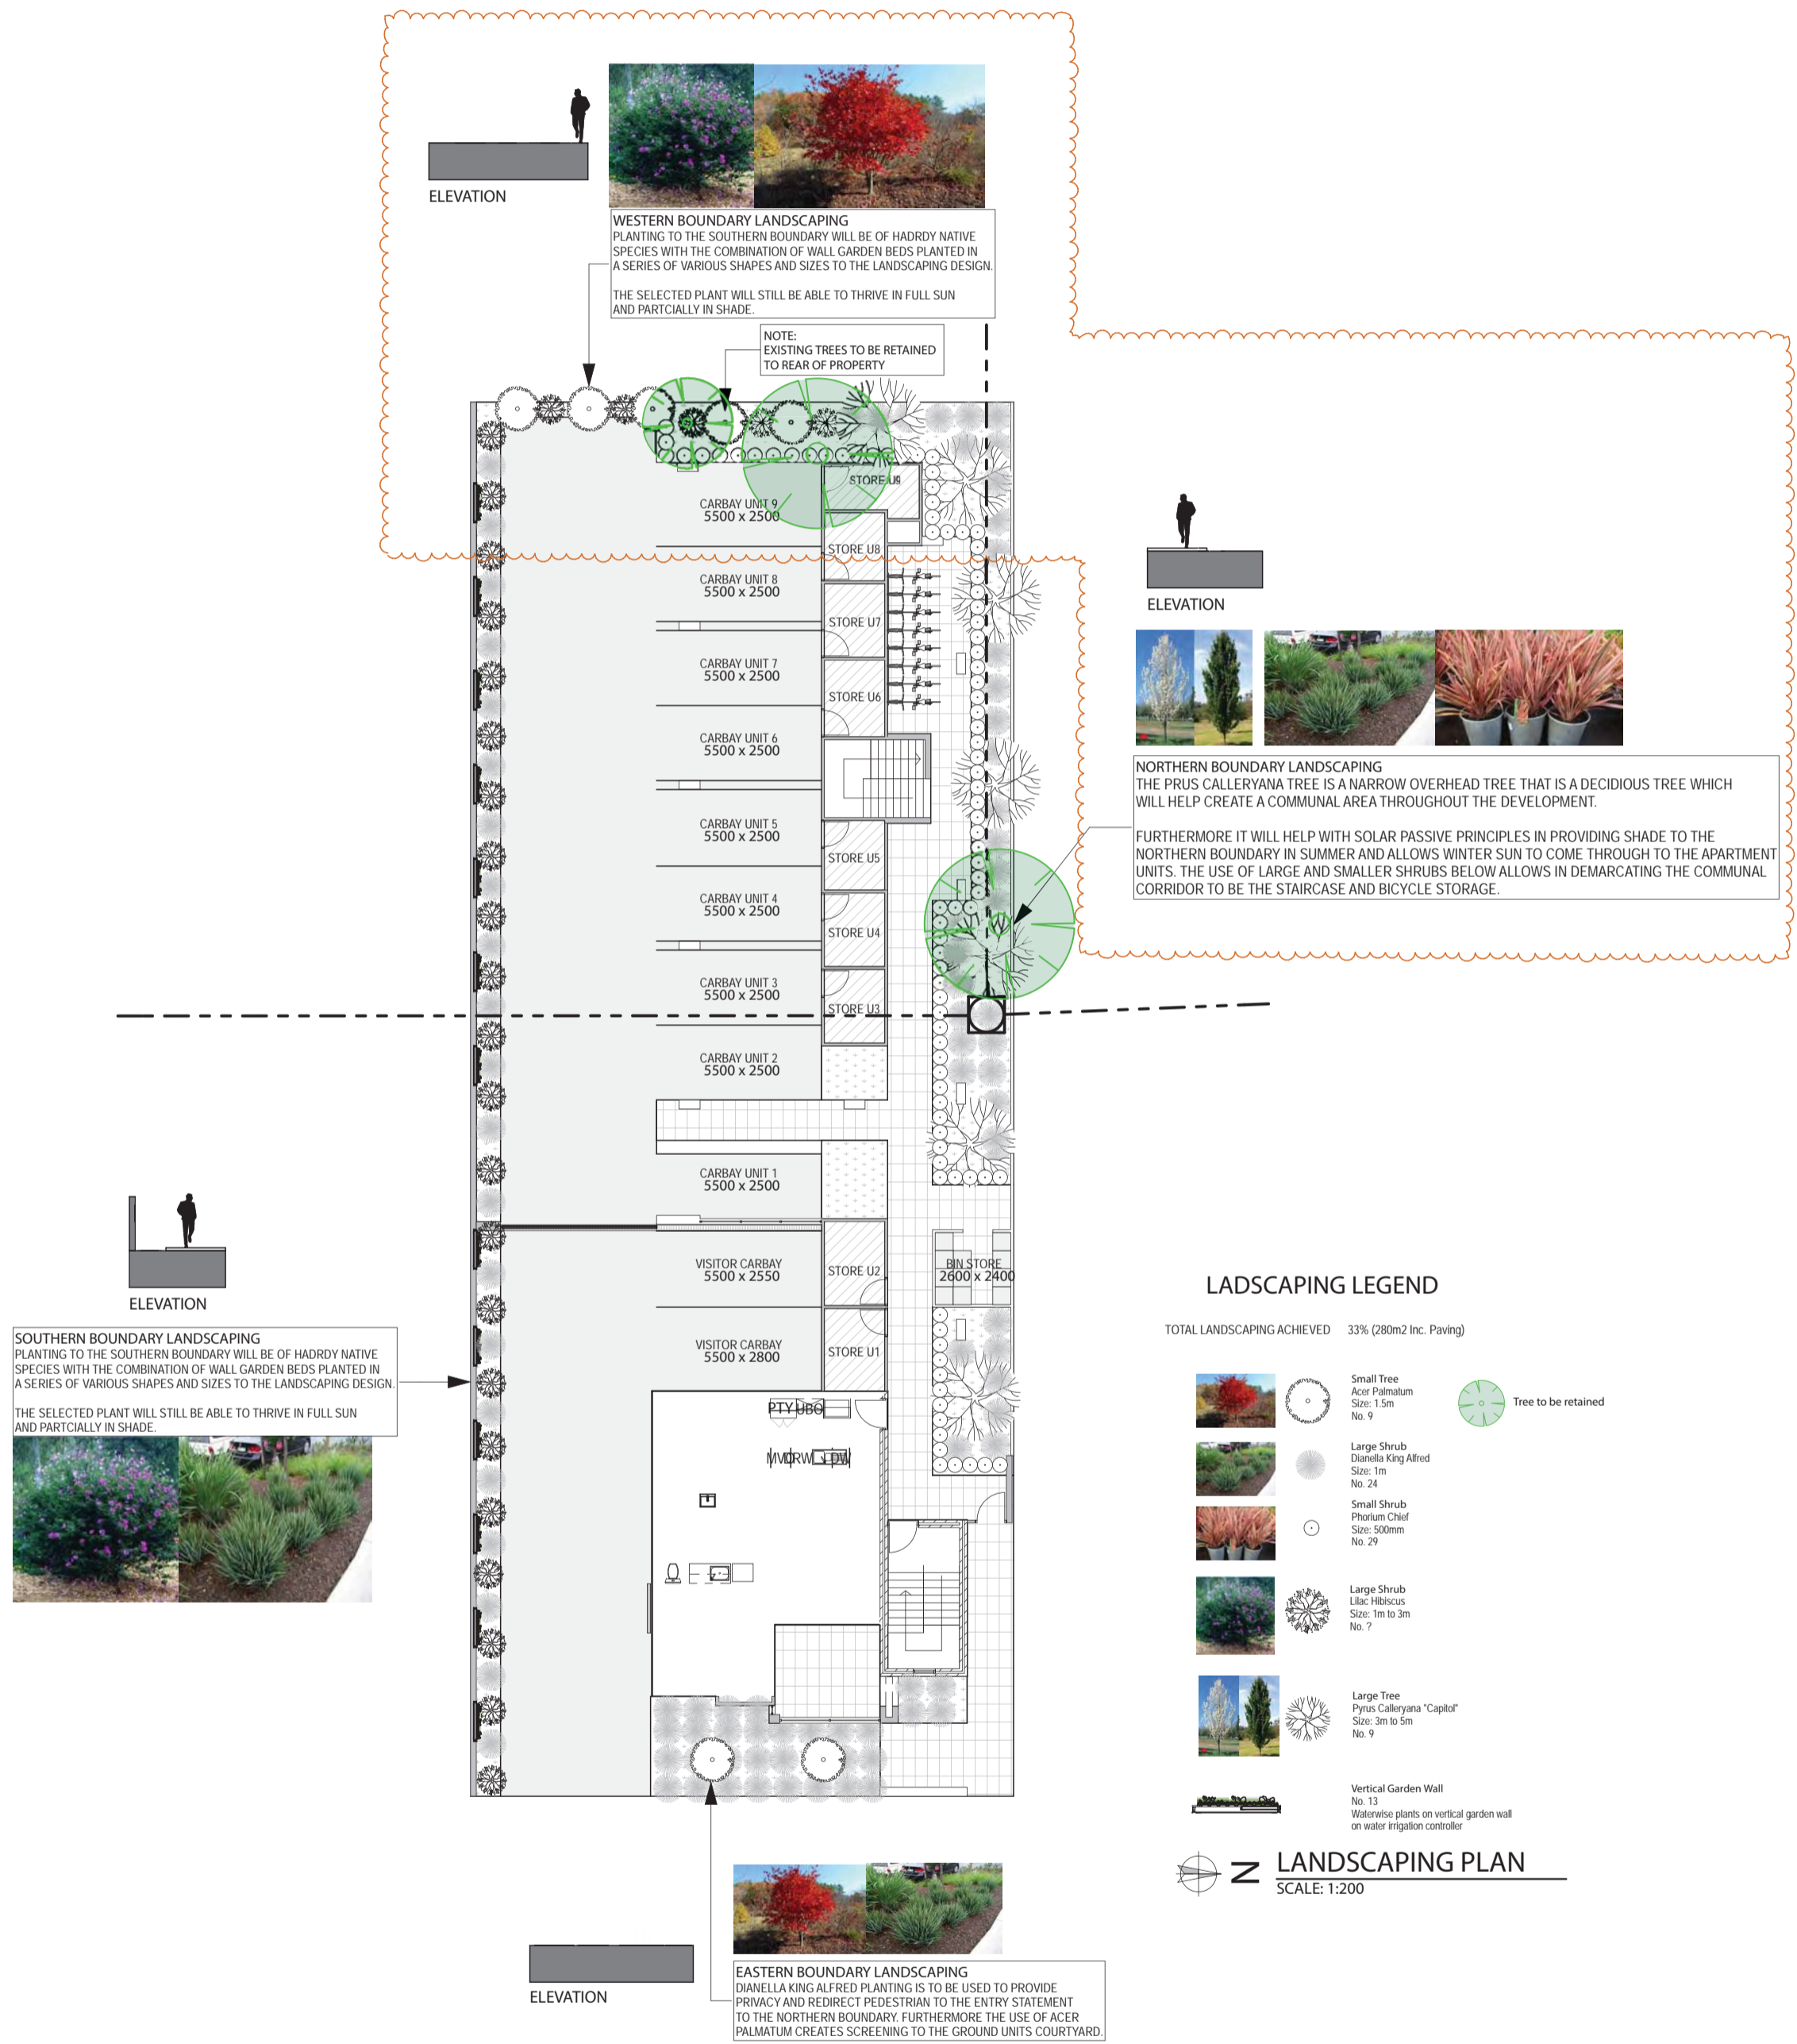 ELEVATION
WESTERN BOUNDARY LANDSCAPING
PLANTING TO THE SOUTHERN BOUNDARY WILL BE OF HADRDY NATIVE
SPECIES WITH THE COMBINATION OF WALL GARDEN BEDS PLANTED IN
A SERIES OF VARIOUS SHAPES AND SIZES TO THE LANDSCAPING DESIGN.
THE SELECTED PLANT WILL STILL BE ABLE TO THRIVE IN FULL SUN
AND PARTCIALLY IN SHADE.
NOTE:
EXISTING TREES TO BE RETAINED
TO REAR OF PROPERTY
STORE
CARBAY UNIT 9
5500 x 2500
STORE U8
CARBAY UNIT 8
5500 x 2500
STORE U7
CARBAY UNIT 7
5500 x 2500
STORE U6
CARBAY UNIT 6
5500 x 2500
CARBAY UNIT 5
5500 x 2500
STORE U5
CARBAY UNIT 4
5500 x 2500
STORE U4
CARBAY UNIT 3
5500 x 2500
STORE U3
CARBAY UNIT 2
5500 x 2500
CARBAY UNIT 1
5500 x 2500
VISITOR CARBAY
5500 x 2550
STORE U2
BIN STORE
2600 x 2400
VISITOR CARBAY
5500 x 2800
STORE U1
PTY UBO
DW
ELEVATION
NORTHERN BOUNDARY LANDSCAPING
THE PRUS CALLERYANA TREE IS A NARROW OVERHEAD TREE THAT IS A DECIDIOUS TREE WHICH
WILL HELP CREATE A COMMUNAL AREA THROUGHOUT THE DEVELOPMENT.
FURTHERMORE IT WILL HELP WITH SOLAR PASSIVE PRINCIPLES IN PROVIDING SHADE TO THE
NORTHERN BOUNDARY IN SUMMER AND ALLOWS WINTER SUN TO COME THROUGH TO THE APARTMENT
UNITS. THE USE OF LARGE AND SMALLER SHRUBS BELOW ALLOWS IN DEMARCATING THE COMMUNAL
CORRIDOR TO BE THE STAIRCASE AND BICYCLE STORAGE.
ELEVATION
SOUTHERN BOUNDARY LANDSCAPING
PLANTING TO THE SOUTHERN BOUNDARY WILL BE OF HADRDY NATIVE
SPECIES WITH THE COMBINATION OF WALL GARDEN BEDS PLANTED IN
A SERIES OF VARIOUS SHAPES AND SIZES TO THE LANDSCAPING DESIGN.
THE SELECTED PLANT WILL STILL BE ABLE TO THRIVE IN FULL SUN
AND PARTCIALLY IN SHADE.
LADSCAPING LEGEND
TOTAL LANDSCAPING ACHIEVED 33% (280m2 Inc. Paving)
Small Tree
Acer Palmatum
Size: 1.5m
No. 9
Tree to be retained
Large Shrub
Dianella King Alfred
Size: 1m
No. 24
Small Shrub
Phorium Chief
Size: 500mm
No. 29
Large Shrub
Lilac Hibiscus
Size: 1m to 3m
No. ?
Large Tree
Pyrus Calleryana "Capitol"
Size: 3m to 5m
No. 9
Vertical Garden Wall
No. 13
Waterwise plants on vertical garden wall
on water irrigation controller
N
LANDSCAPING PLAN
SCALE: 1:200
ELEVATION
EASTERN BOUNDARY LANDSCAPING
DIANELLA KING ALFRED PLANTING IS TO BE USED TO PROVIDE
PRIVACY AND REDIRECT PEDESTRIAN TO THE ENTRY STATEMENT
TO THE NORTHERN BOUNDARY. FURTHERMORE THE USE OF ACER
PALMATUM CREATES SCREENING TO THE GROUND UNITS COURTYARD.